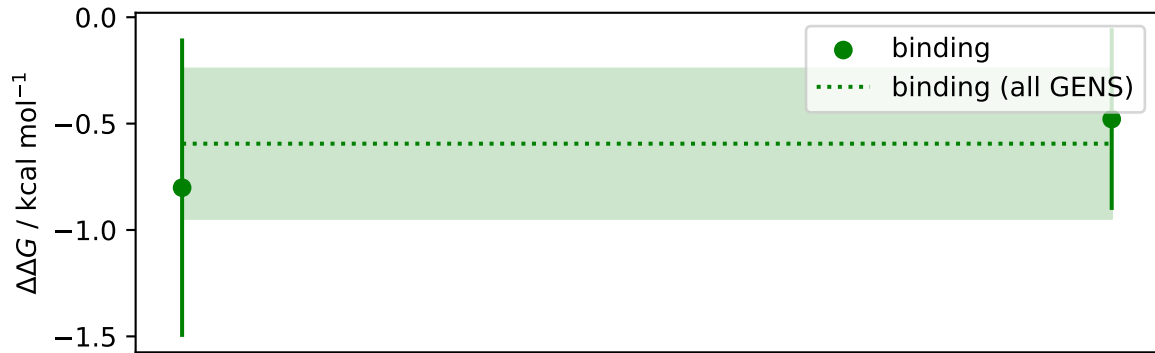 0.0
−0.5
−1.0
−1.5
ΔΔG / kcal mol⁻¹
binding
binding (all GENS)